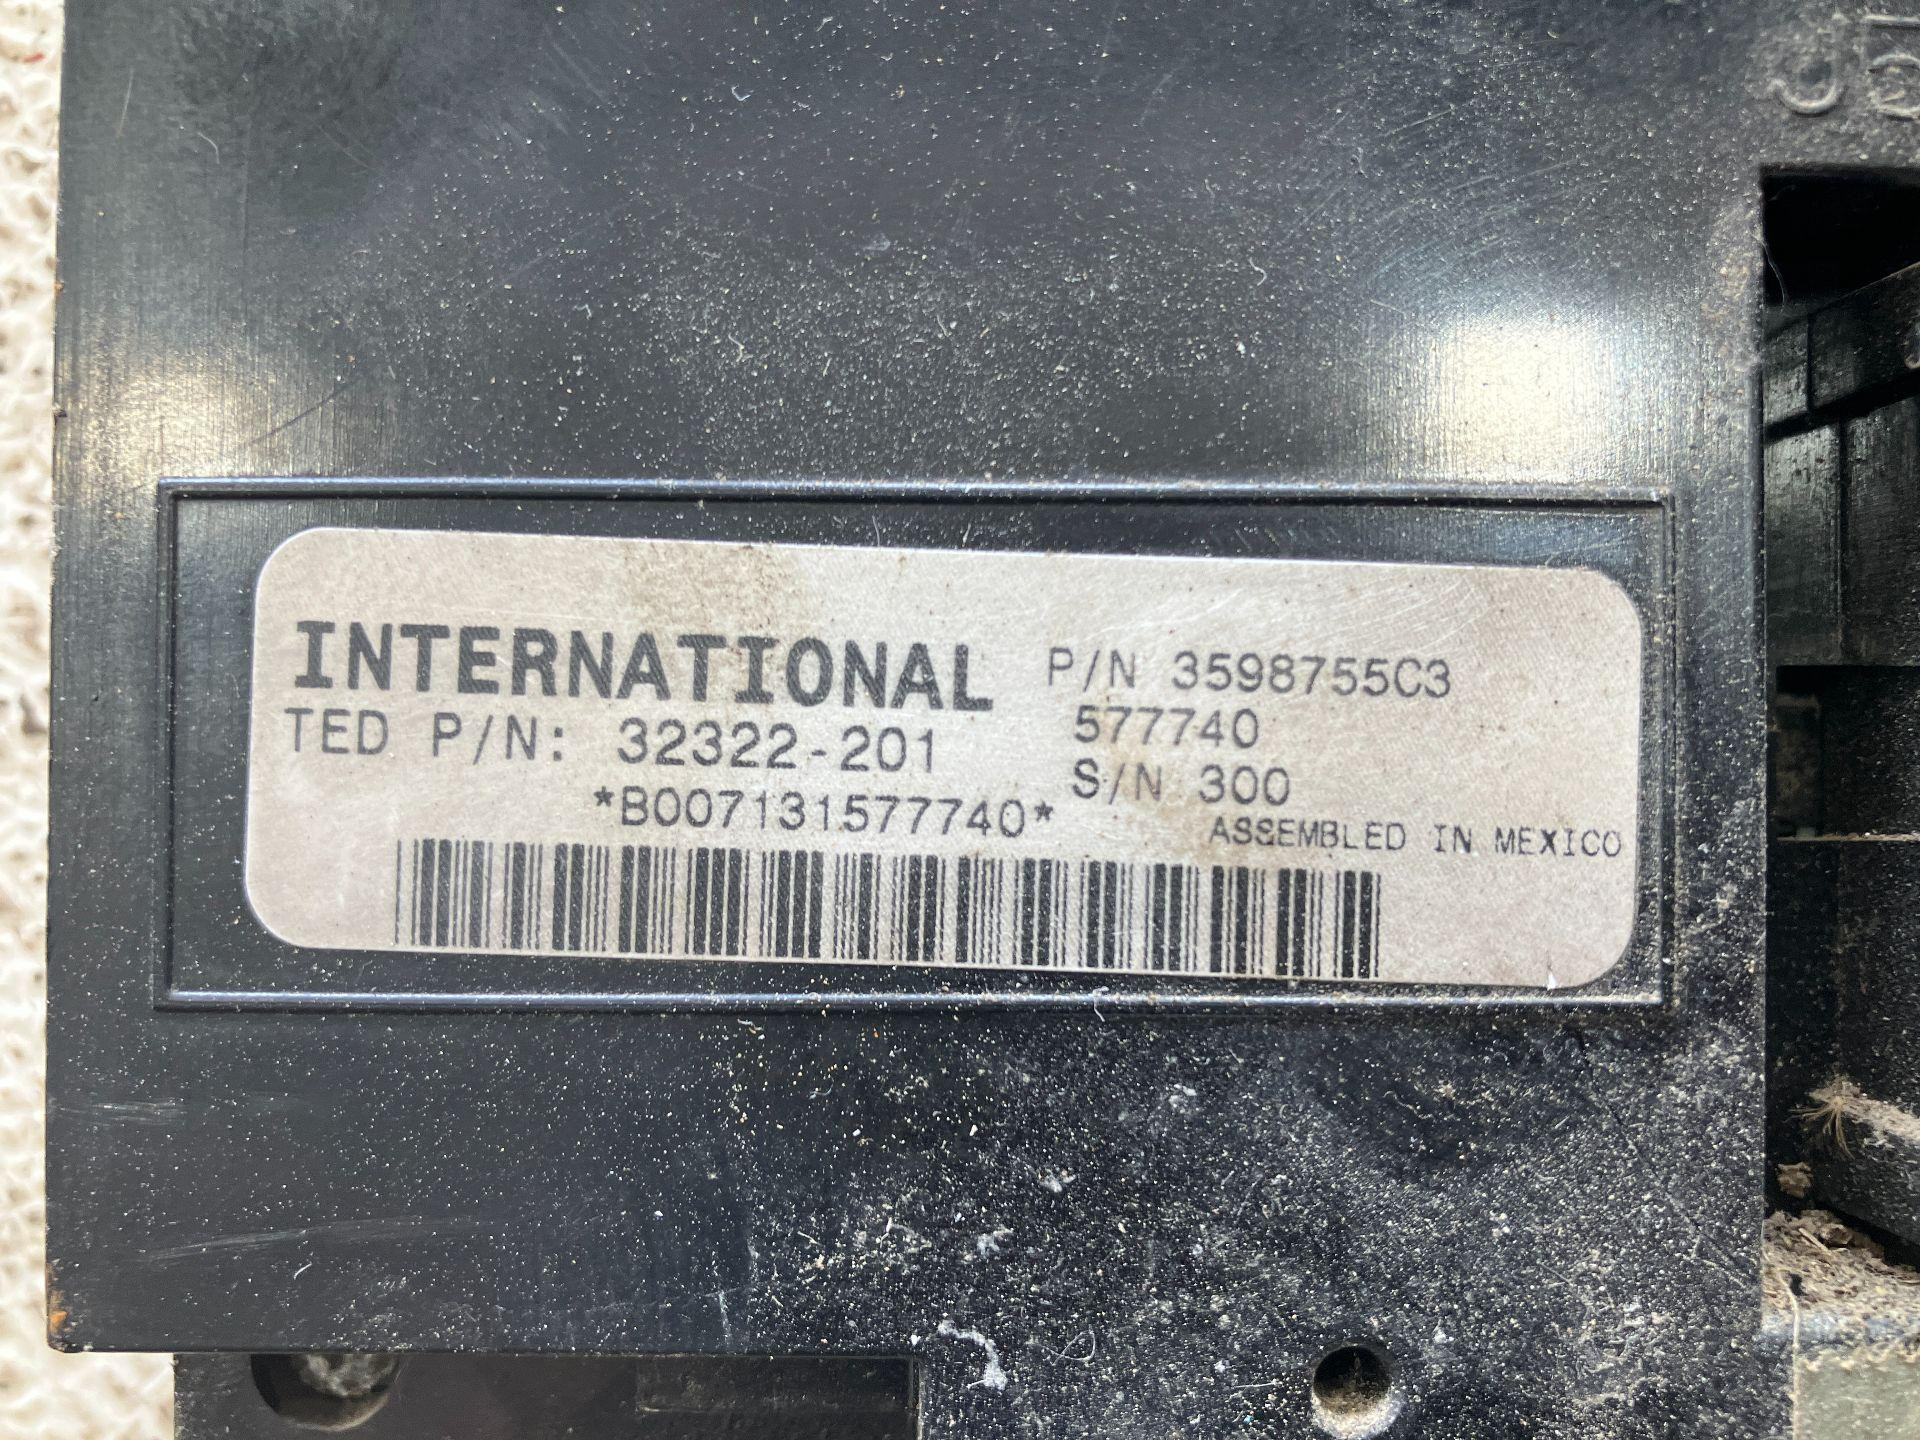 INTERNATIONAL
TED P/N: 32322-201
*B007131577740*
P/N 3598755C3
577740
S/N 300
ASSEMBLED IN MEXICO